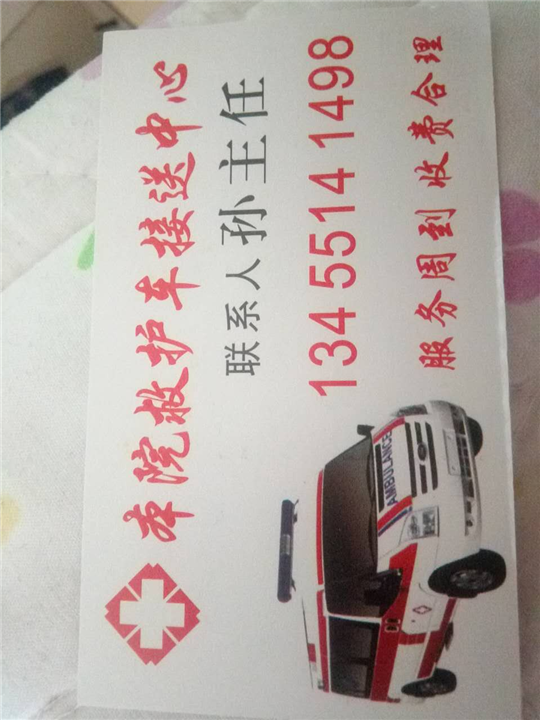 本院救护车接送中心
联系人 孙主任
134 5514 1498
服务周到 收费合理
AMBULANCE